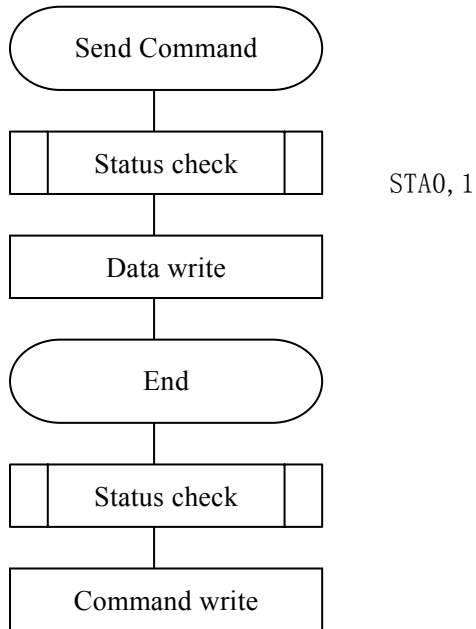 Send Command
Status check
STA0, 1
Data write
End
Status check
Command write